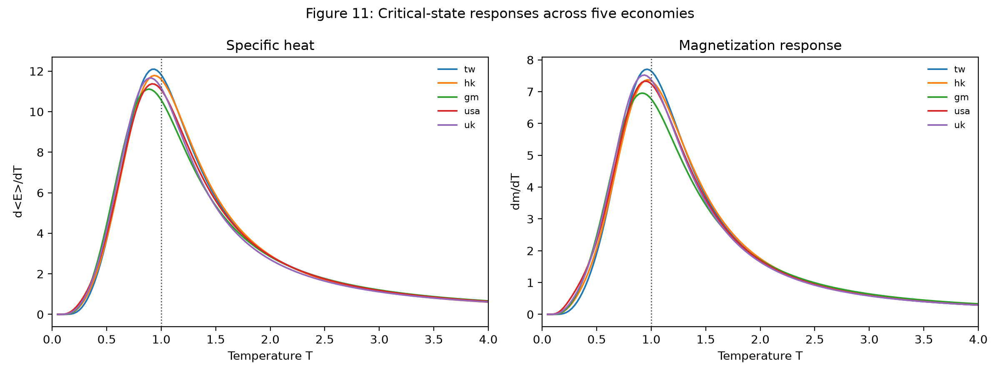 Figure 11: Critical-state responses across five economies
Specific heat
d<E>/dT
12
10
8
6
4
2
0
0.0 0.5 1.0 1.5 2.0 2.5 3.0 3.5 4.0
Temperature T
tw
hk
gm
usa
uk
Magnetization response
dm/dT
8
7
6
5
4
3
2
1
0
0.0 0.5 1.0 1.5 2.0 2.5 3.0 3.5 4.0
Temperature T
tw
hk
gm
usa
uk